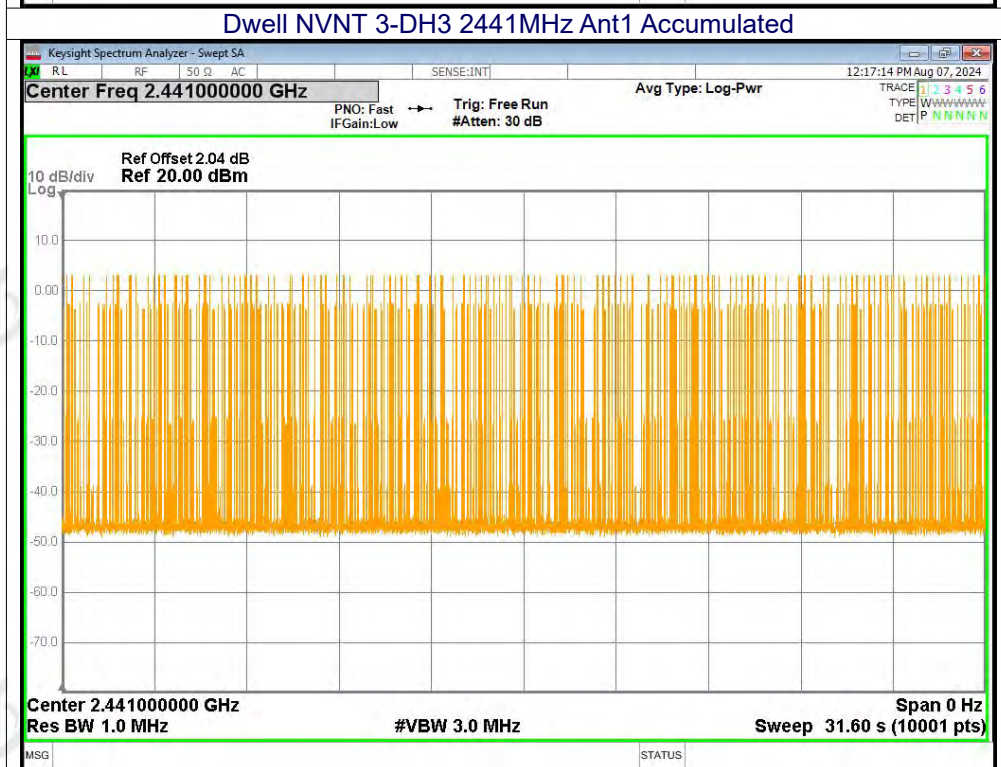 Dwell NVNT 3-DH3 2441MHz Ant1 Accumulated
Keysight Spectrum Analyzer - Swept SA
LXI RL RF 50 Ω AC SENSE:INT 12:17:14 PM Aug 07, 2024
Center Freq 2.441000000 GHz Avg Type: Log-Pwr TRACE 1 2 3 4 5 6
PNO: Fast Trig: Free Run TYPE WWWWWWW
IFGain:Low #Atten: 30 dB DET P N N N N N
Ref Offset 2.04 dB
10 dB/div Ref 20.00 dBm
Log
10.0
0.00
-10.0
-20.0
-30.0
-40.0
-50.0
-60.0
-70.0
Center 2.441000000 GHz Span 0 Hz
Res BW 1.0 MHz #VBW 3.0 MHz Sweep 31.60 s (10001 pts)
MSG STATUS